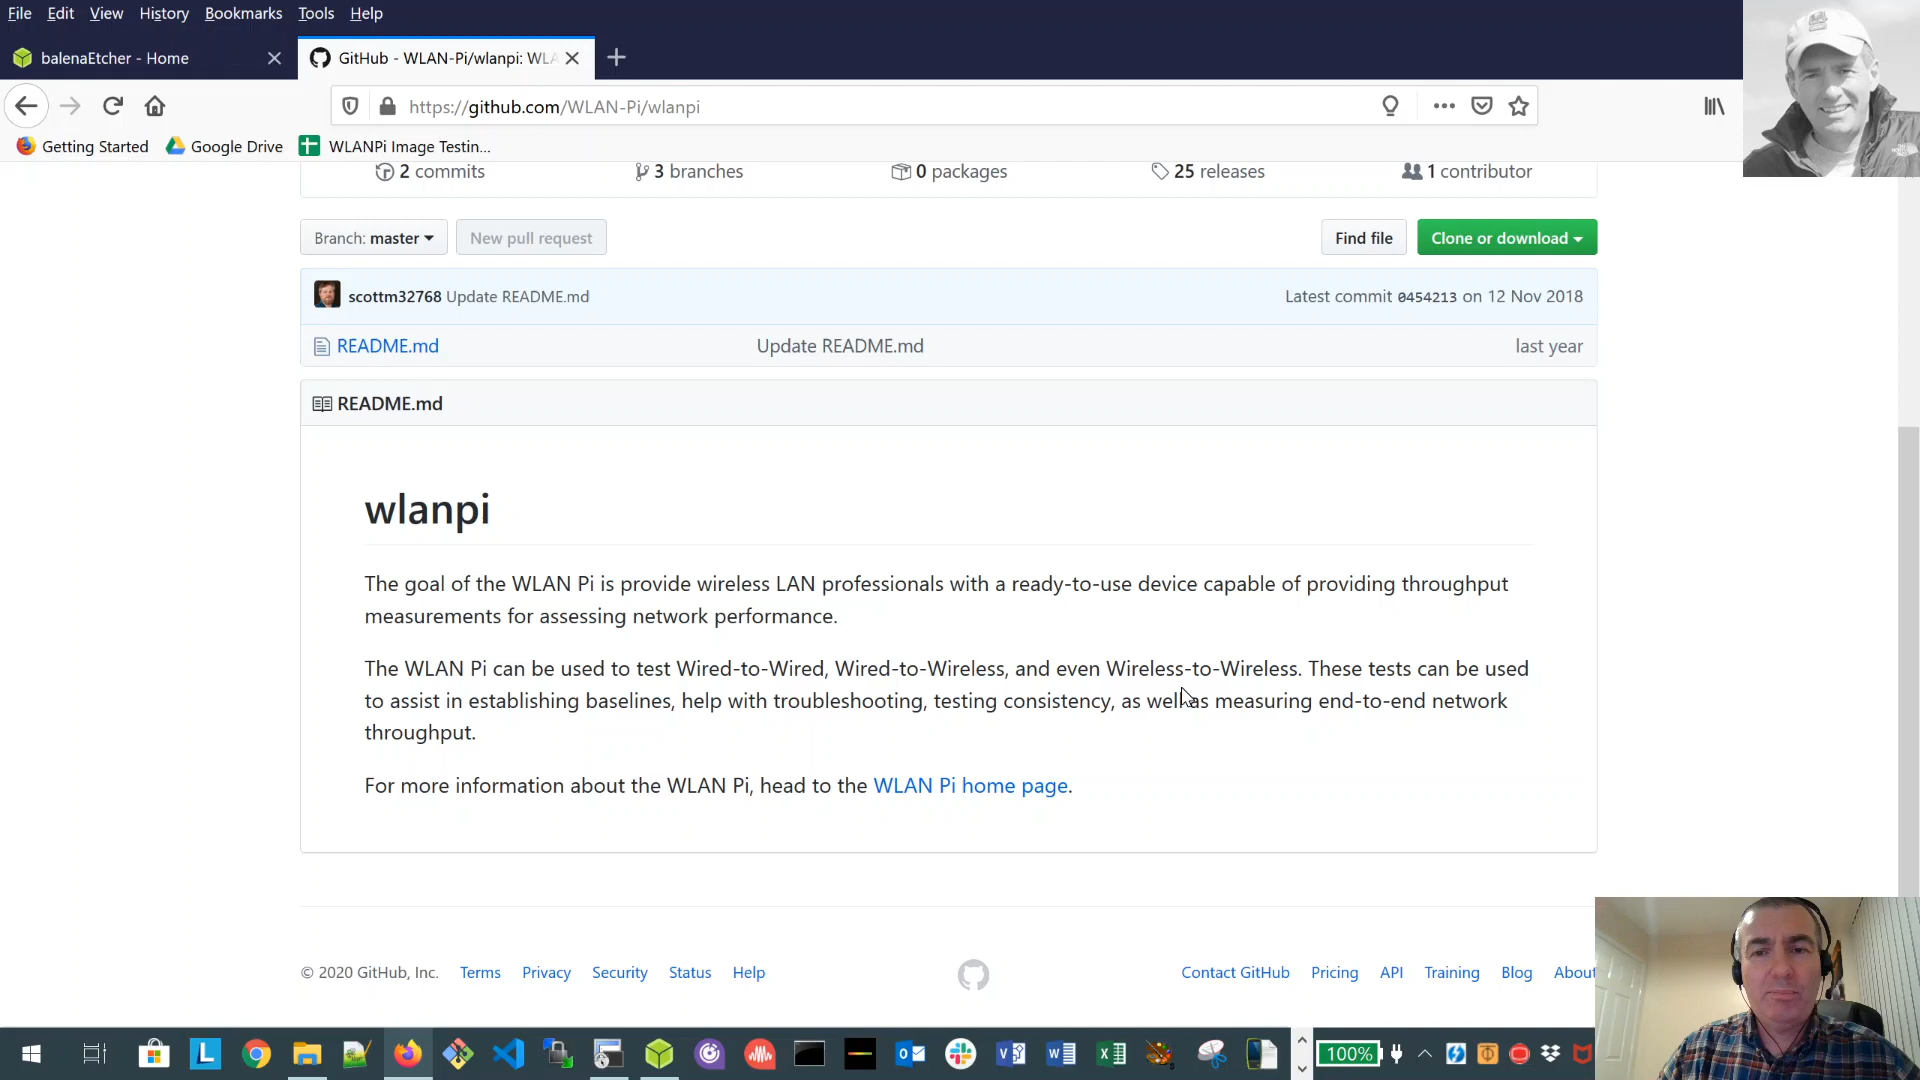 File Edit View History Bookmarks Tools Help
balenaEtcher - Home
GitHub - WLAN-Pi/wlanpi: WLA
https://github.com/WLAN-Pi/wlanpi
Getting Started Google Drive WLANPi Image Testin...
2 commits 3 branches 0 packages 25 releases 1 contributor
Branch: master New pull request Find file Clone or download
scottm32768 Update README.md Latest commit 0454213 on 12 Nov 2018
README.md Update README.md last year
README.md
wlanpi
The goal of the WLAN Pi is provide wireless LAN professionals with a ready-to-use device capable of providing throughput
measurements for assessing network performance.
The WLAN Pi can be used to test Wired-to-Wired, Wired-to-Wireless, and even Wireless-to-Wireless. These tests can be used
to assist in establishing baselines, help with troubleshooting, testing consistency, as well as measuring end-to-end network
throughput.
For more information about the WLAN Pi, head to the WLAN Pi home page.
© 2020 GitHub, Inc. Terms Privacy Security Status Help Contact GitHub Pricing API Training Blog About
100%